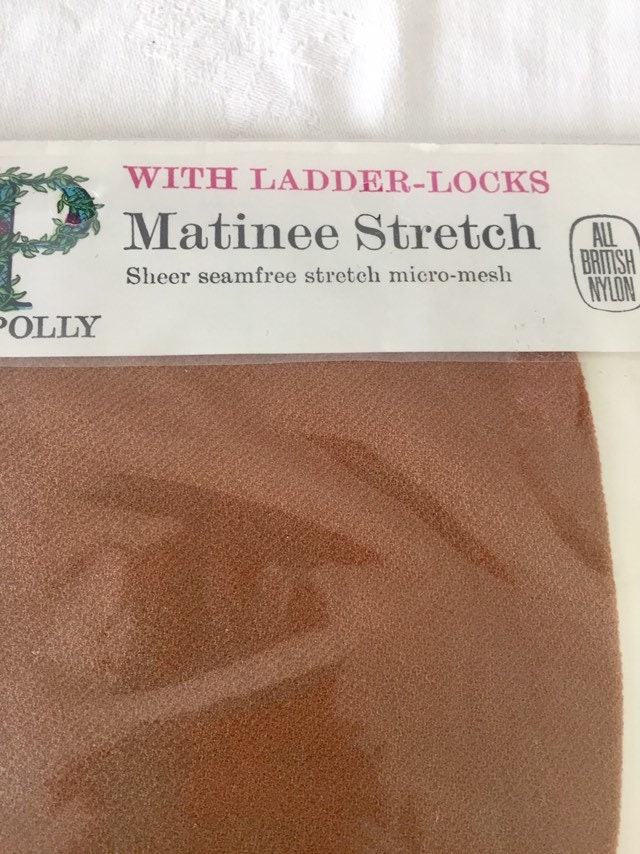 WITH LADDER-LOCKS
Matinee Stretch
Sheer seamfree stretch micro-mesh
P
POLLY
ALL
BRITISH
NYLON